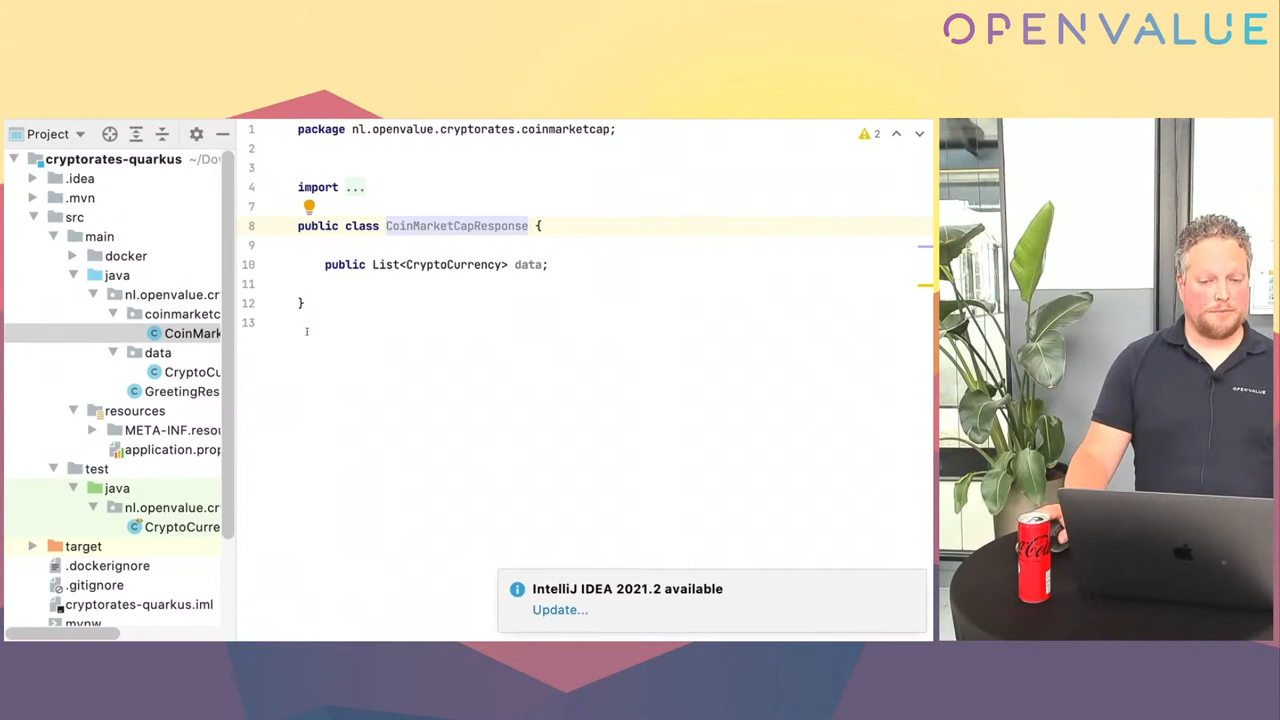 OPENVALUE
Project
cryptorates-quarkus ~/Do
.idea
.mvn
src
main
docker
java
nl.openvalue.cr
coinmarketc
CoinMark
data
CryptoCu
GreetingRes
resources
META-INF.resou
application.prop
test
java
nl.openvalue.cr
CryptoCurre
target
.dockerignore
.gitignore
cryptorates-quarkus.iml
mvnw
1 package nl.openvalue.cryptorates.coinmarketcap;
2
3
4 import ...
7
8 public class CoinMarketCapResponse {
9
10 public List<CryptoCurrency> data;
11
12 }
13
2
IntelliJ IDEA 2021.2 available
Update...
OPENVALUE